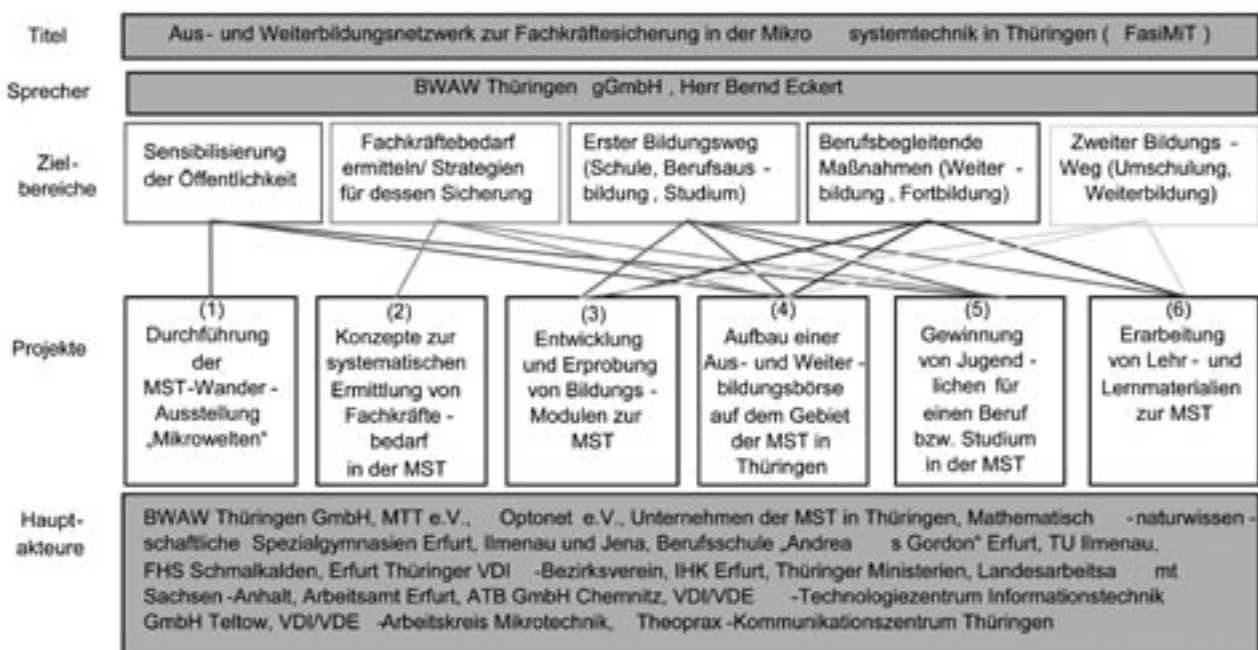 Titel
Aus- und Weiterbildungsnetzwerk zur Fachkräftesicherung in der Mikro systemtechnik in Thüringen ( FasiMiT )
Sprecher
BWAW Thüringen gGmbH , Herr Bernd Eckert
Ziel-
bereiche
Sensibilisierung
der Öffentlichkeit
Fachkräftebedarf
ermitteln/ Strategien
für dessen Sicherung
Erster Bildungsweg
(Schule, Berufsaus -
bildung , Studium)
Berufsbegleitende
Maßnahmen (Weiter -
bildung , Fortbildung)
Zweiter Bildungs -
Weg (Umschulung,
Weiterbildung)
Projekte
(1)
Durchführung
der
MST-Wander -
Ausstellung
„Mikrowelten"
(2)
Konzepte zur
systematischen
Ermittlung von
Fachkräfte -
bedarf
in der MST
(3)
Entwicklung
und Erprobung
von Bildungs -
Modulen zur
MST
(4)
Aufbau einer
Aus- und Weiter -
bildungsbörse
auf dem Gebiet
der MST in
Thüringen
(5)
Gewinnung
von Jugend -
lichen für
einen Beruf
bzw. Studium
in der MST
(6)
Erarbeitung
von Lehr - und
Lernmaterialien
zur MST
Haupt-
akteure
BWAW Thüringen GmbH, MTT e.V., Optonet e.V., Unternehmen der MST in Thüringen, Mathematisch -naturwissen -
schaftliche Spezialgymnasien Erfurt, Ilmenau und Jena, Berufsschule „Andrea s Gordon" Erfurt, TU Ilmenau,
FHS Schmalkalden, Erfurt Thüringer VDI -Bezirksverein, IHK Erfurt, Thüringer Ministerien, Landesarbeitsa mt
Sachsen -Anhalt, Arbeitsamt Erfurt, ATB GmbH Chemnitz, VDI/VDE -Technologiezentrum Informationstechnik
GmbH Teltow, VDI/VDE -Arbeitskreis Mikrotechnik, Theoprax -Kommunikationszentrum Thüringen